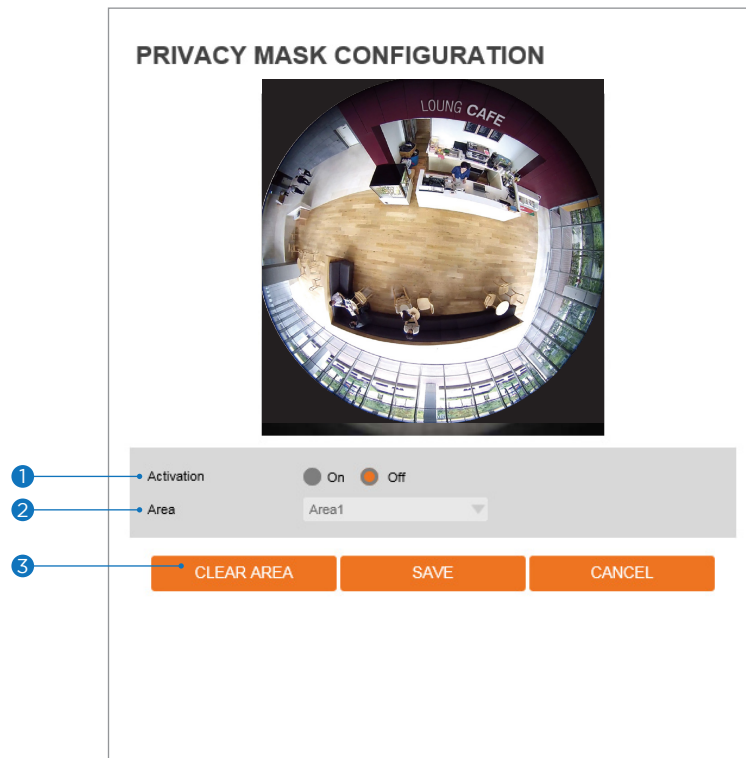 PRIVACY MASK CONFIGURATION
LOUNG CAFE
1 Activation On Off
2 Area Area1
3 CLEAR AREA SAVE CANCEL